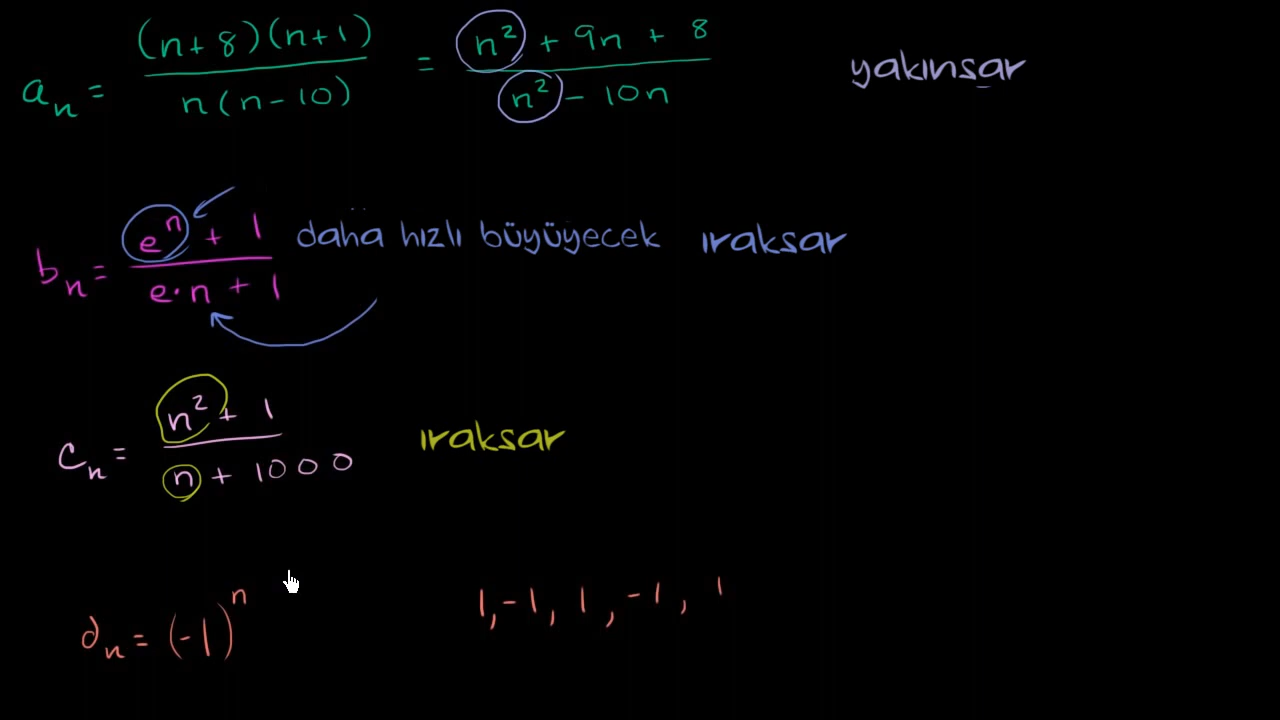 aₙ = (n+8)(n+1) / n(n-10) = n² + 9n + 8 / n² - 10n yakınsar
bₙ = eⁿ + 1 / e·n + 1 daha hızlı büyüyecek ıraksar
cₙ = n² + 1 / n + 1000 ıraksar
dₙ = (-1)ⁿ 1, -1, 1, -1, 1